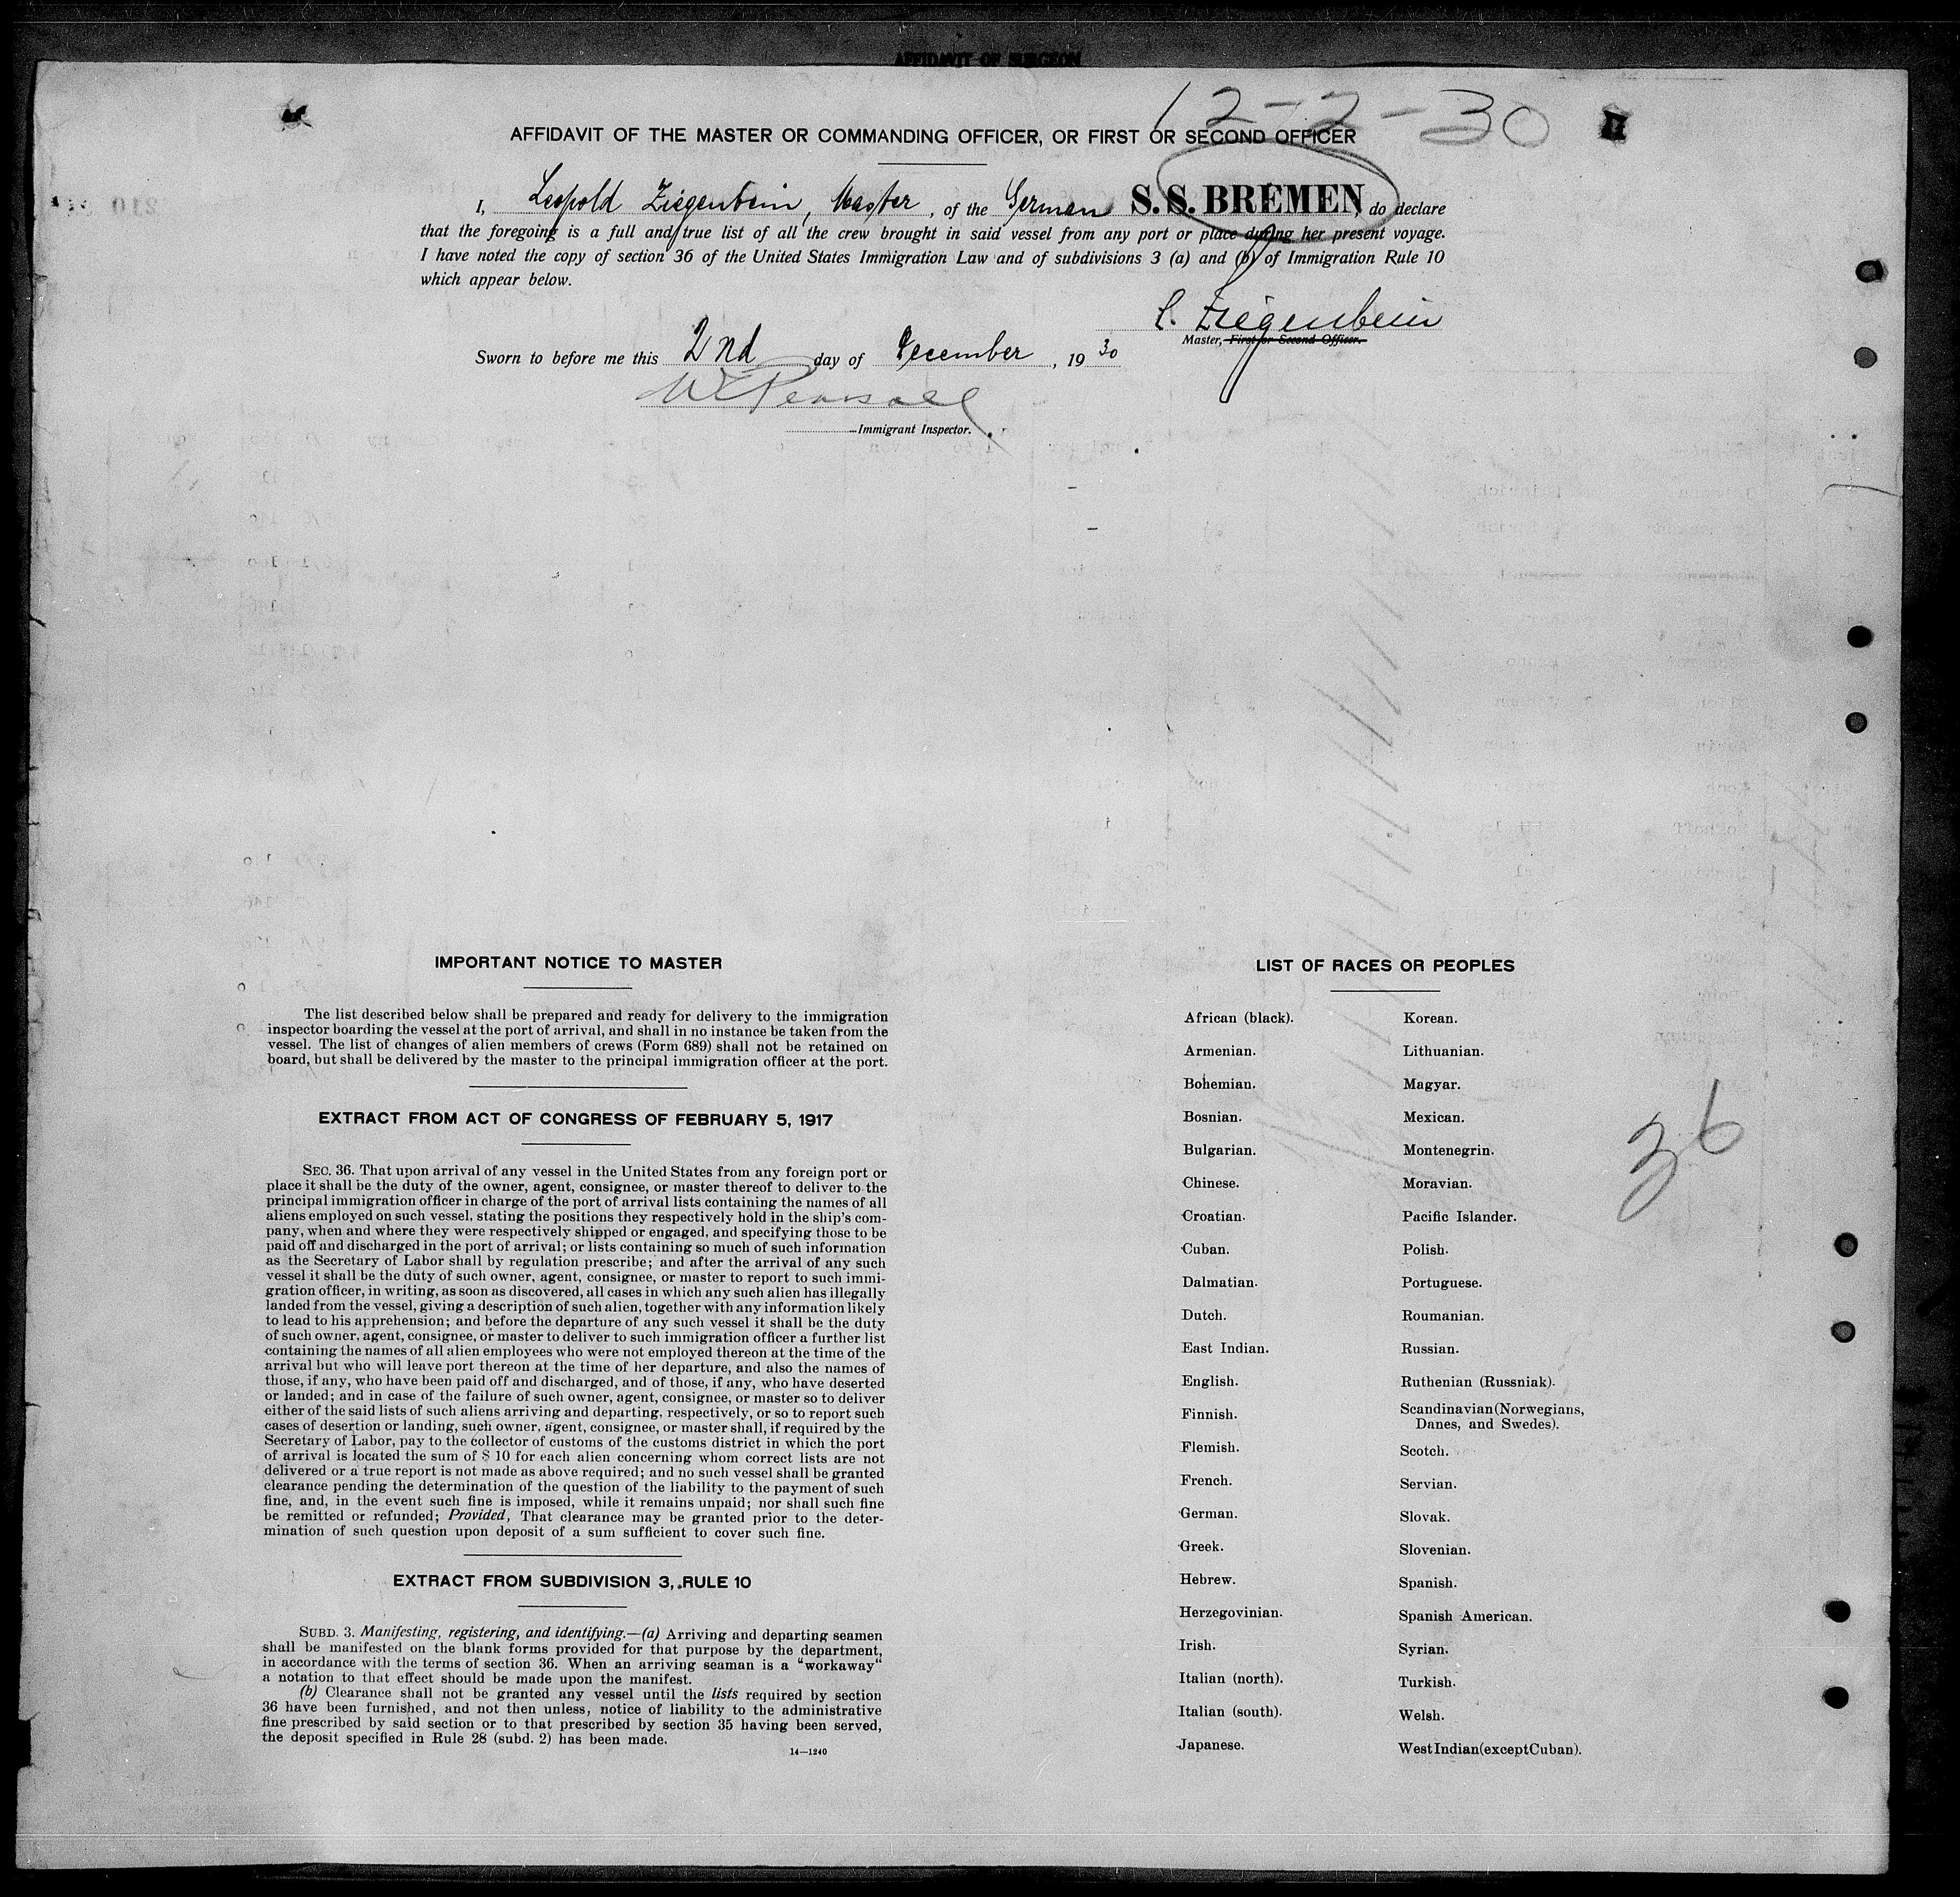 AFFIDAVIT OF SURGEON
12-2-30
AFFIDAVIT OF THE MASTER OR COMMANDING OFFICER, OR FIRST OR SECOND OFFICER
I, Leopold Ziegenbein, Master, of the German S. S. BREMEN, do declare
that the foregoing is a full and true list of all the crew brought in said vessel from any port or place during her present voyage.
I have noted the copy of section 36 of the United States Immigration Law and of subdivisions 3 (a) and (b) of Immigration Rule 10
which appear below.
L. Ziegenbein
Master, First or Second Officer.
Sworn to before me this 2nd day of December, 1930
Immigrant Inspector.
IMPORTANT NOTICE TO MASTER
The list described below shall be prepared and ready for delivery to the immigration
inspector boarding the vessel at the port of arrival, and shall in no instance be taken from the
vessel. The list of changes of alien members of crews (Form 689) shall not be retained on
board, but shall be delivered by the master to the principal immigration officer at the port.
EXTRACT FROM ACT OF CONGRESS OF FEBRUARY 5, 1917
SEC. 36. That upon arrival of any vessel in the United States from any foreign port or
place it shall be the duty of the owner, agent, consignee, or master thereof to deliver to the
principal immigration officer in charge of the port of arrival lists containing the names of all
aliens employed on such vessel, stating the positions they respectively hold in the ship's com-
pany, when and where they were respectively shipped or engaged, and specifying those to be
paid off and discharged in the port of arrival; or lists containing so much of such information
as the Secretary of Labor shall by regulation prescribe; and after the arrival of any such
vessel it shall be the duty of such owner, agent, consignee, or master to report to such immi-
gration officer, in writing, as soon as discovered, all cases in which any such alien has illegally
landed from the vessel, giving a description of such alien, together with any information likely
to lead to his apprehension; and before the departure of any such vessel it shall be the duty
of such owner, agent, consignee, or master to deliver to such immigration officer a further list
containing the names of all alien employees who were not employed thereon at the time of the
arrival but who will leave port thereon at the time of her departure, and also the names of
those, if any, who have been paid off and discharged, and of those, if any, who have deserted
or landed; and in case of the failure of such owner, agent, consignee, or master so to deliver
either of the said lists of such aliens arriving and departing, respectively, or so to report such
cases of desertion or landing, such owner, agent, consignee, or master shall, if required by the
Secretary of Labor, pay to the collector of customs of the customs district in which the port
of arrival is located the sum of $ 10 for each alien concerning whom correct lists are not
delivered or a true report is not made as above required; and no such vessel shall be granted
clearance pending the determination of the question of the liability to the payment of such
fine, and, in the event such fine is imposed, while it remains unpaid; nor shall such fine
be remitted or refunded; Provided, That clearance may be granted prior to the deter-
mination of such question upon deposit of a sum sufficient to cover such fine.
EXTRACT FROM SUBDIVISION 3, RULE 10
SUBD. 3. Manifesting, registering, and identifying.—(a) Arriving and departing seamen
shall be manifested on the blank forms provided for that purpose by the department,
in accordance with the terms of section 36. When an arriving seaman is a "workaway"
a notation to that effect should be made upon the manifest.
(b) Clearance shall not be granted any vessel until the lists required by section
36 have been furnished, and not then unless, notice of liability to the administrative
fine prescribed by said section or to that prescribed by section 35 having been served,
the deposit specified in Rule 28 (subd. 2) has been made.
14—1240
LIST OF RACES OR PEOPLES
African (black).
Armenian.
Bohemian.
Bosnian.
Bulgarian.
Chinese.
Croatian.
Cuban.
Dalmatian.
Dutch.
East Indian.
English.
Finnish.
Flemish.
French.
German.
Greek.
Hebrew.
Herzegovinian.
Irish.
Italian (north).
Italian (south).
Japanese.
Korean.
Lithuanian.
Magyar.
Mexican.
Montenegrin.
Moravian.
Pacific Islander.
Polish.
Portuguese.
Roumanian.
Russian.
Ruthenian (Russniak).
Scandinavian (Norwegians,
Danes, and Swedes).
Scotch.
Servian.
Slovak.
Slovenian.
Spanish.
Spanish American.
Syrian.
Turkish.
Welsh.
West Indian (except Cuban).
36